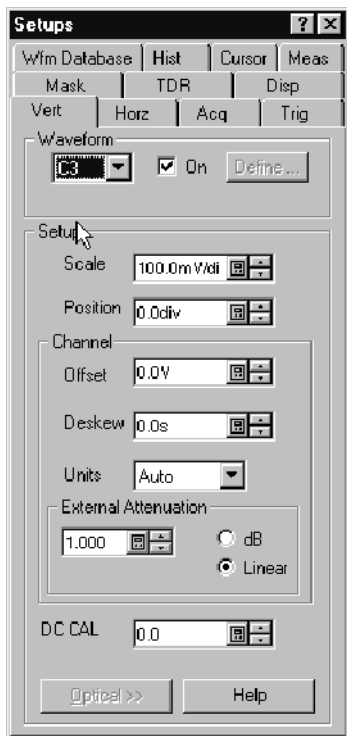 Setups
Wfm Database Hist Cursor Meas
Mask TDR Disp
Vert Horz Acq Trig
Waveform
C3 On Define...
Setup
Scale 100.0mV/di
Position 0.0div
Channel
Offset 0.0V
Deskew 0.0s
Units Auto
External Attenuation
1.000 dB
Linear
DC CAL 0.0
Optical >> Help